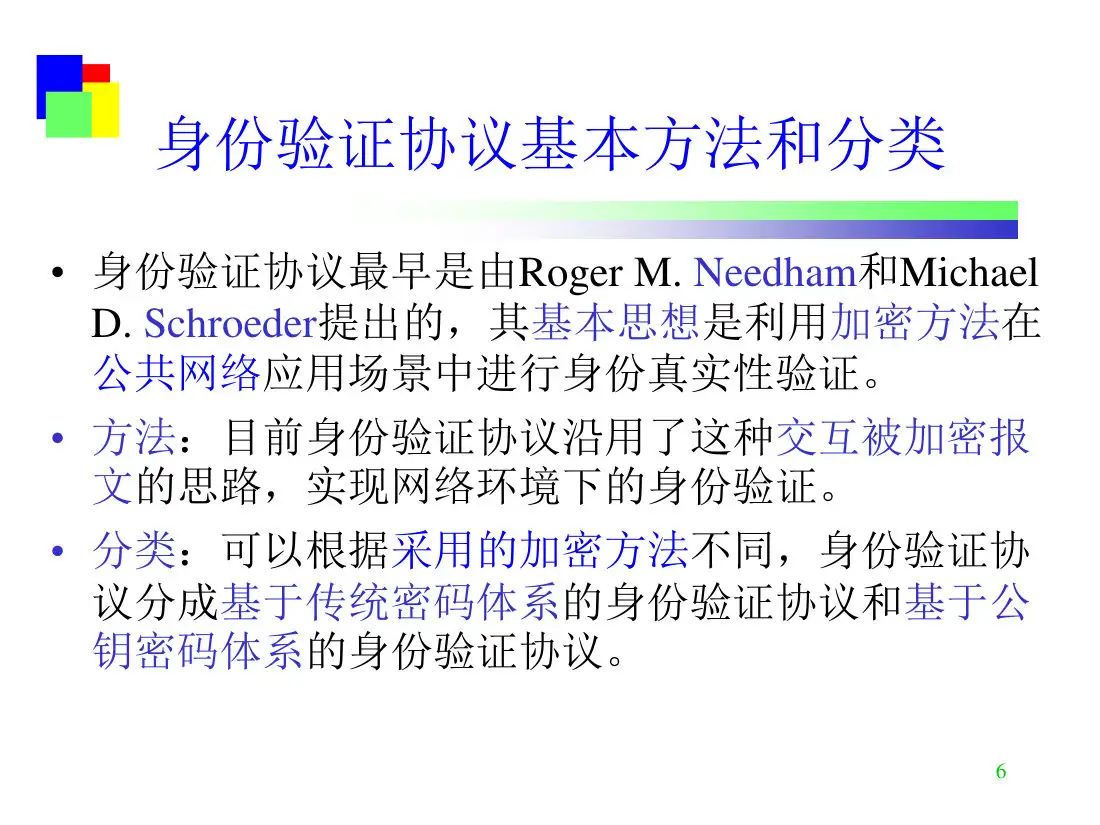 身份验证协议基本方法和分类
• 身份验证协议最早是由Roger M. Needham和Michael
D. Schroeder提出的，其基本思想是利用加密方法在
公共网络应用场景中进行身份真实性验证。
• 方法：目前身份验证协议沿用了这种交互被加密报
文的思路，实现网络环境下的身份验证。
• 分类：可以根据采用的加密方法不同，身份验证协
议分成基于传统密码体系的身份验证协议和基于公
钥密码体系的身份验证协议。
6